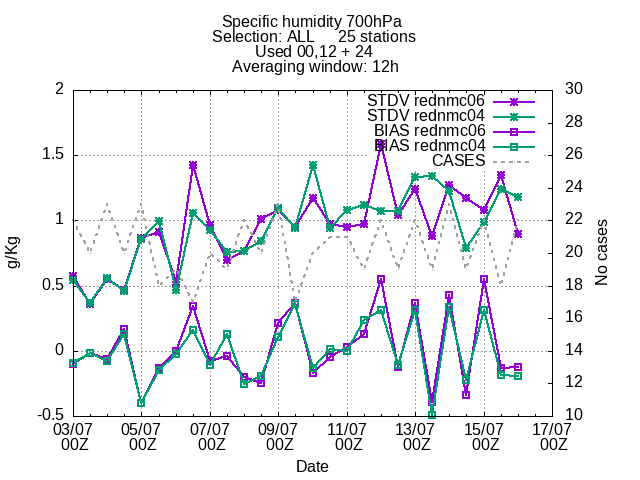 Specific humidity 700hPa
Selection: ALL 25 stations
Used 00,12 + 24
Averaging window: 12h
STDV rednmc06
STDV rednmc04
BIAS rednmc06
BIAS rednmc04
CASES
2
1.5
1
0.5
0
-0.5
g/Kg
30
28
26
24
22
20
18
16
14
12
10
No cases
03/07 05/07 07/07 09/07 11/07 13/07 15/07 17/07
00Z 00Z 00Z 00Z 00Z 00Z 00Z 00Z
Date